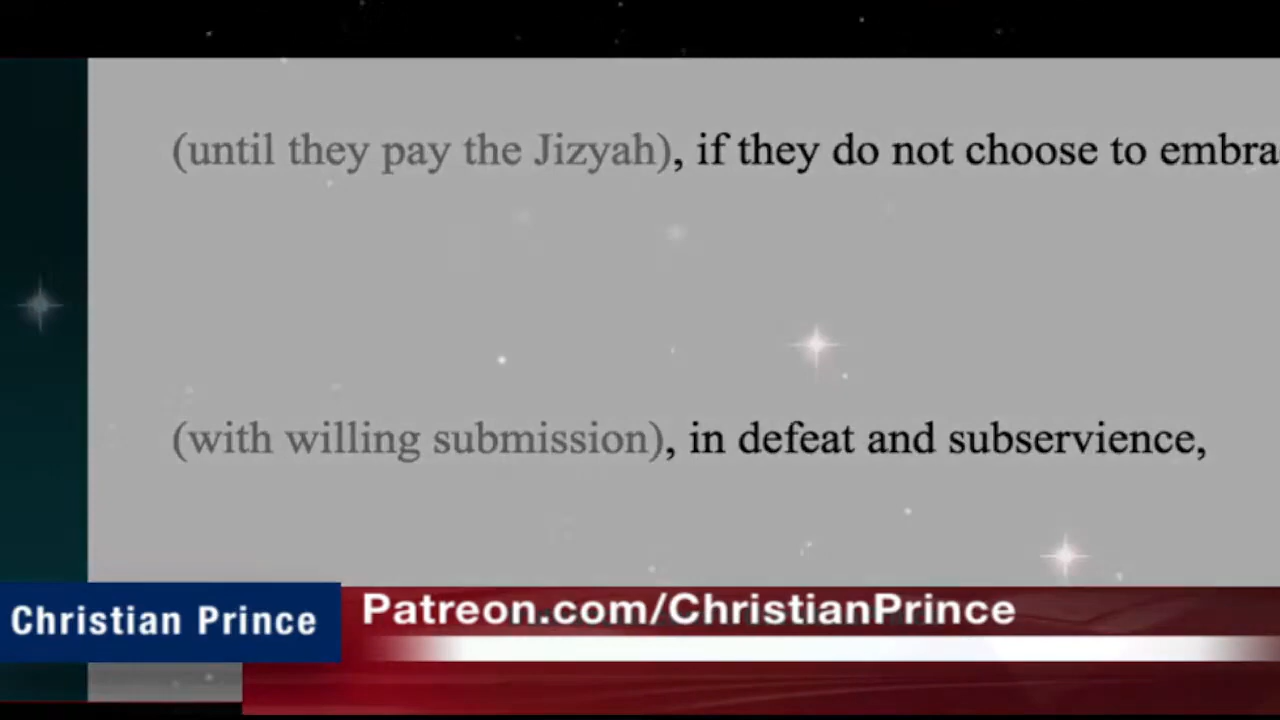 (until they pay the Jizyah), if they do not choose to embra
(with willing submission), in defeat and subservience,
Christian Prince
Patreon.com/ChristianPrince